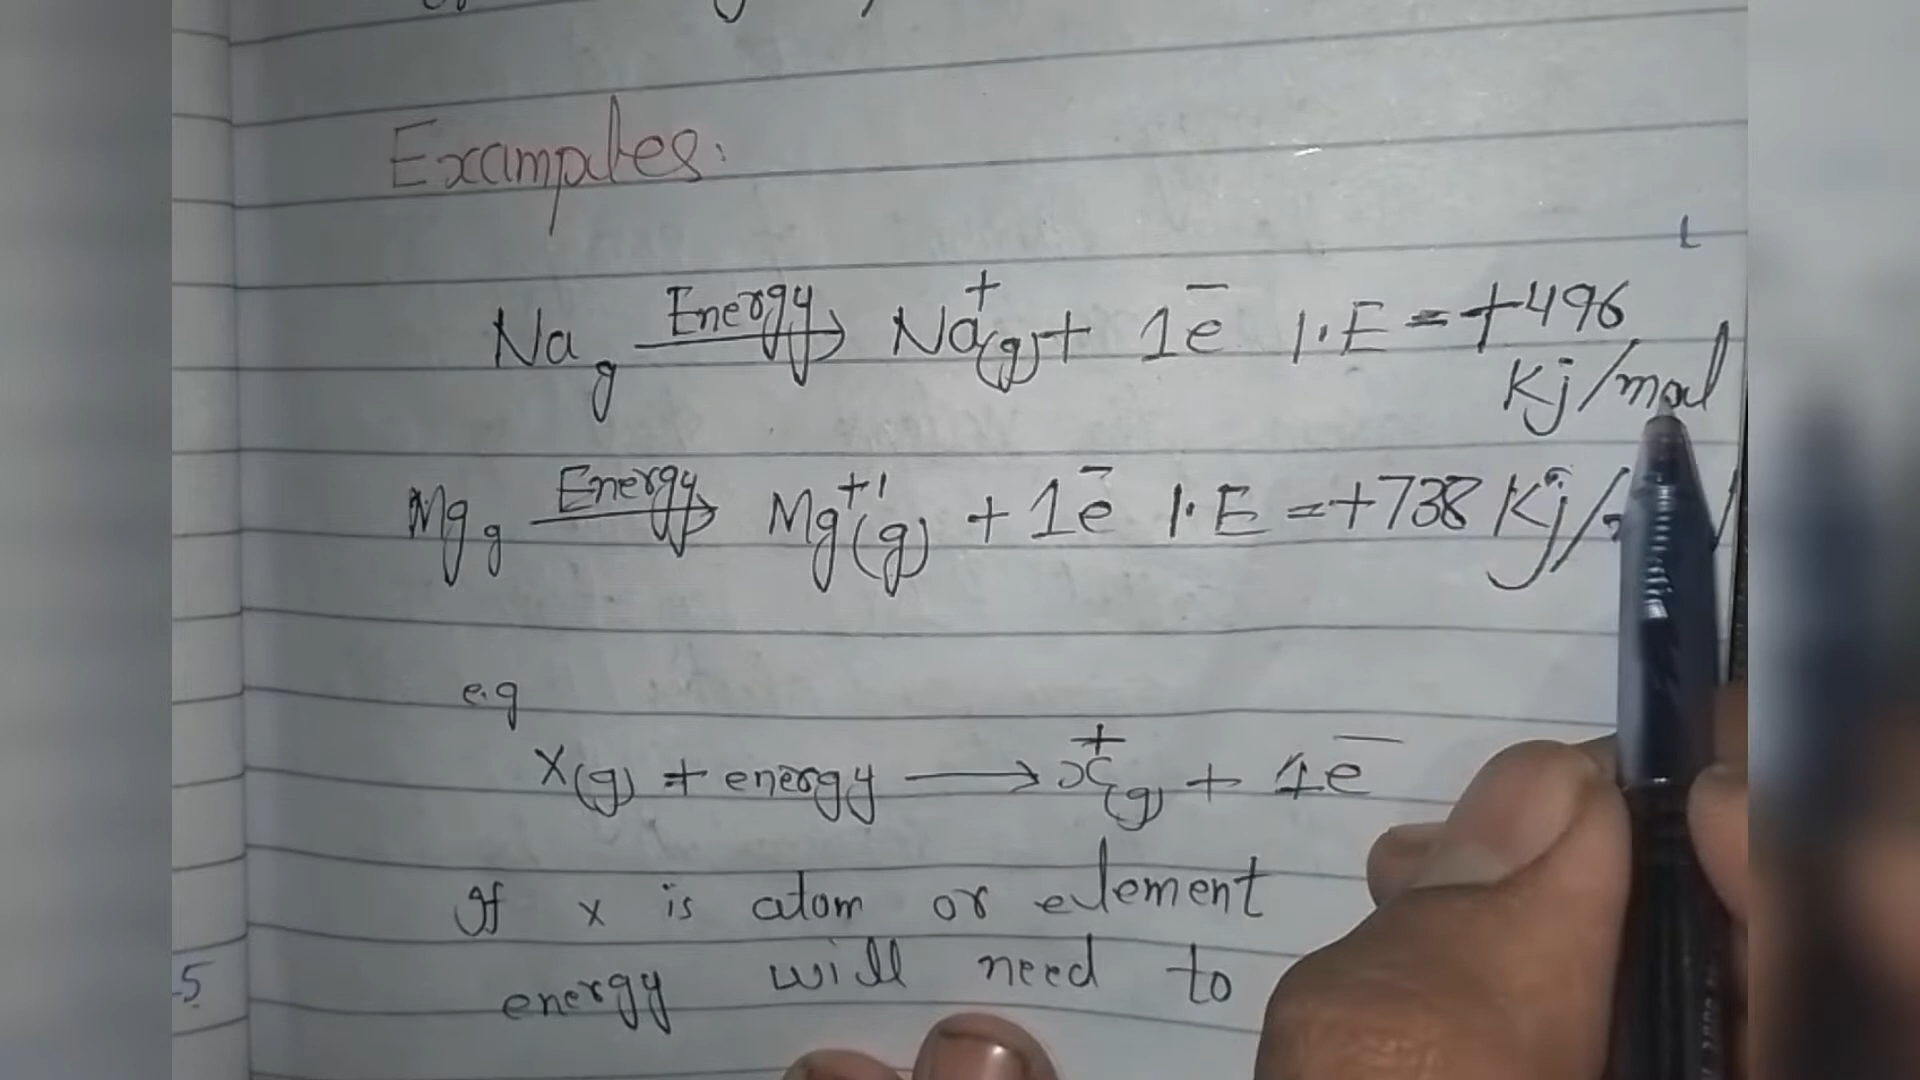 Examples:
Na g Energy → Na⁺(g) + 1e⁻ I.E = +496
Kj/mol
Mg g Energy → Mg⁺¹(g) + 1e⁻ I.E = +738 Kj/
e.g
X(g) + energy → x⁺(g) + 1e⁻
If x is atom or element
energy will need to
5